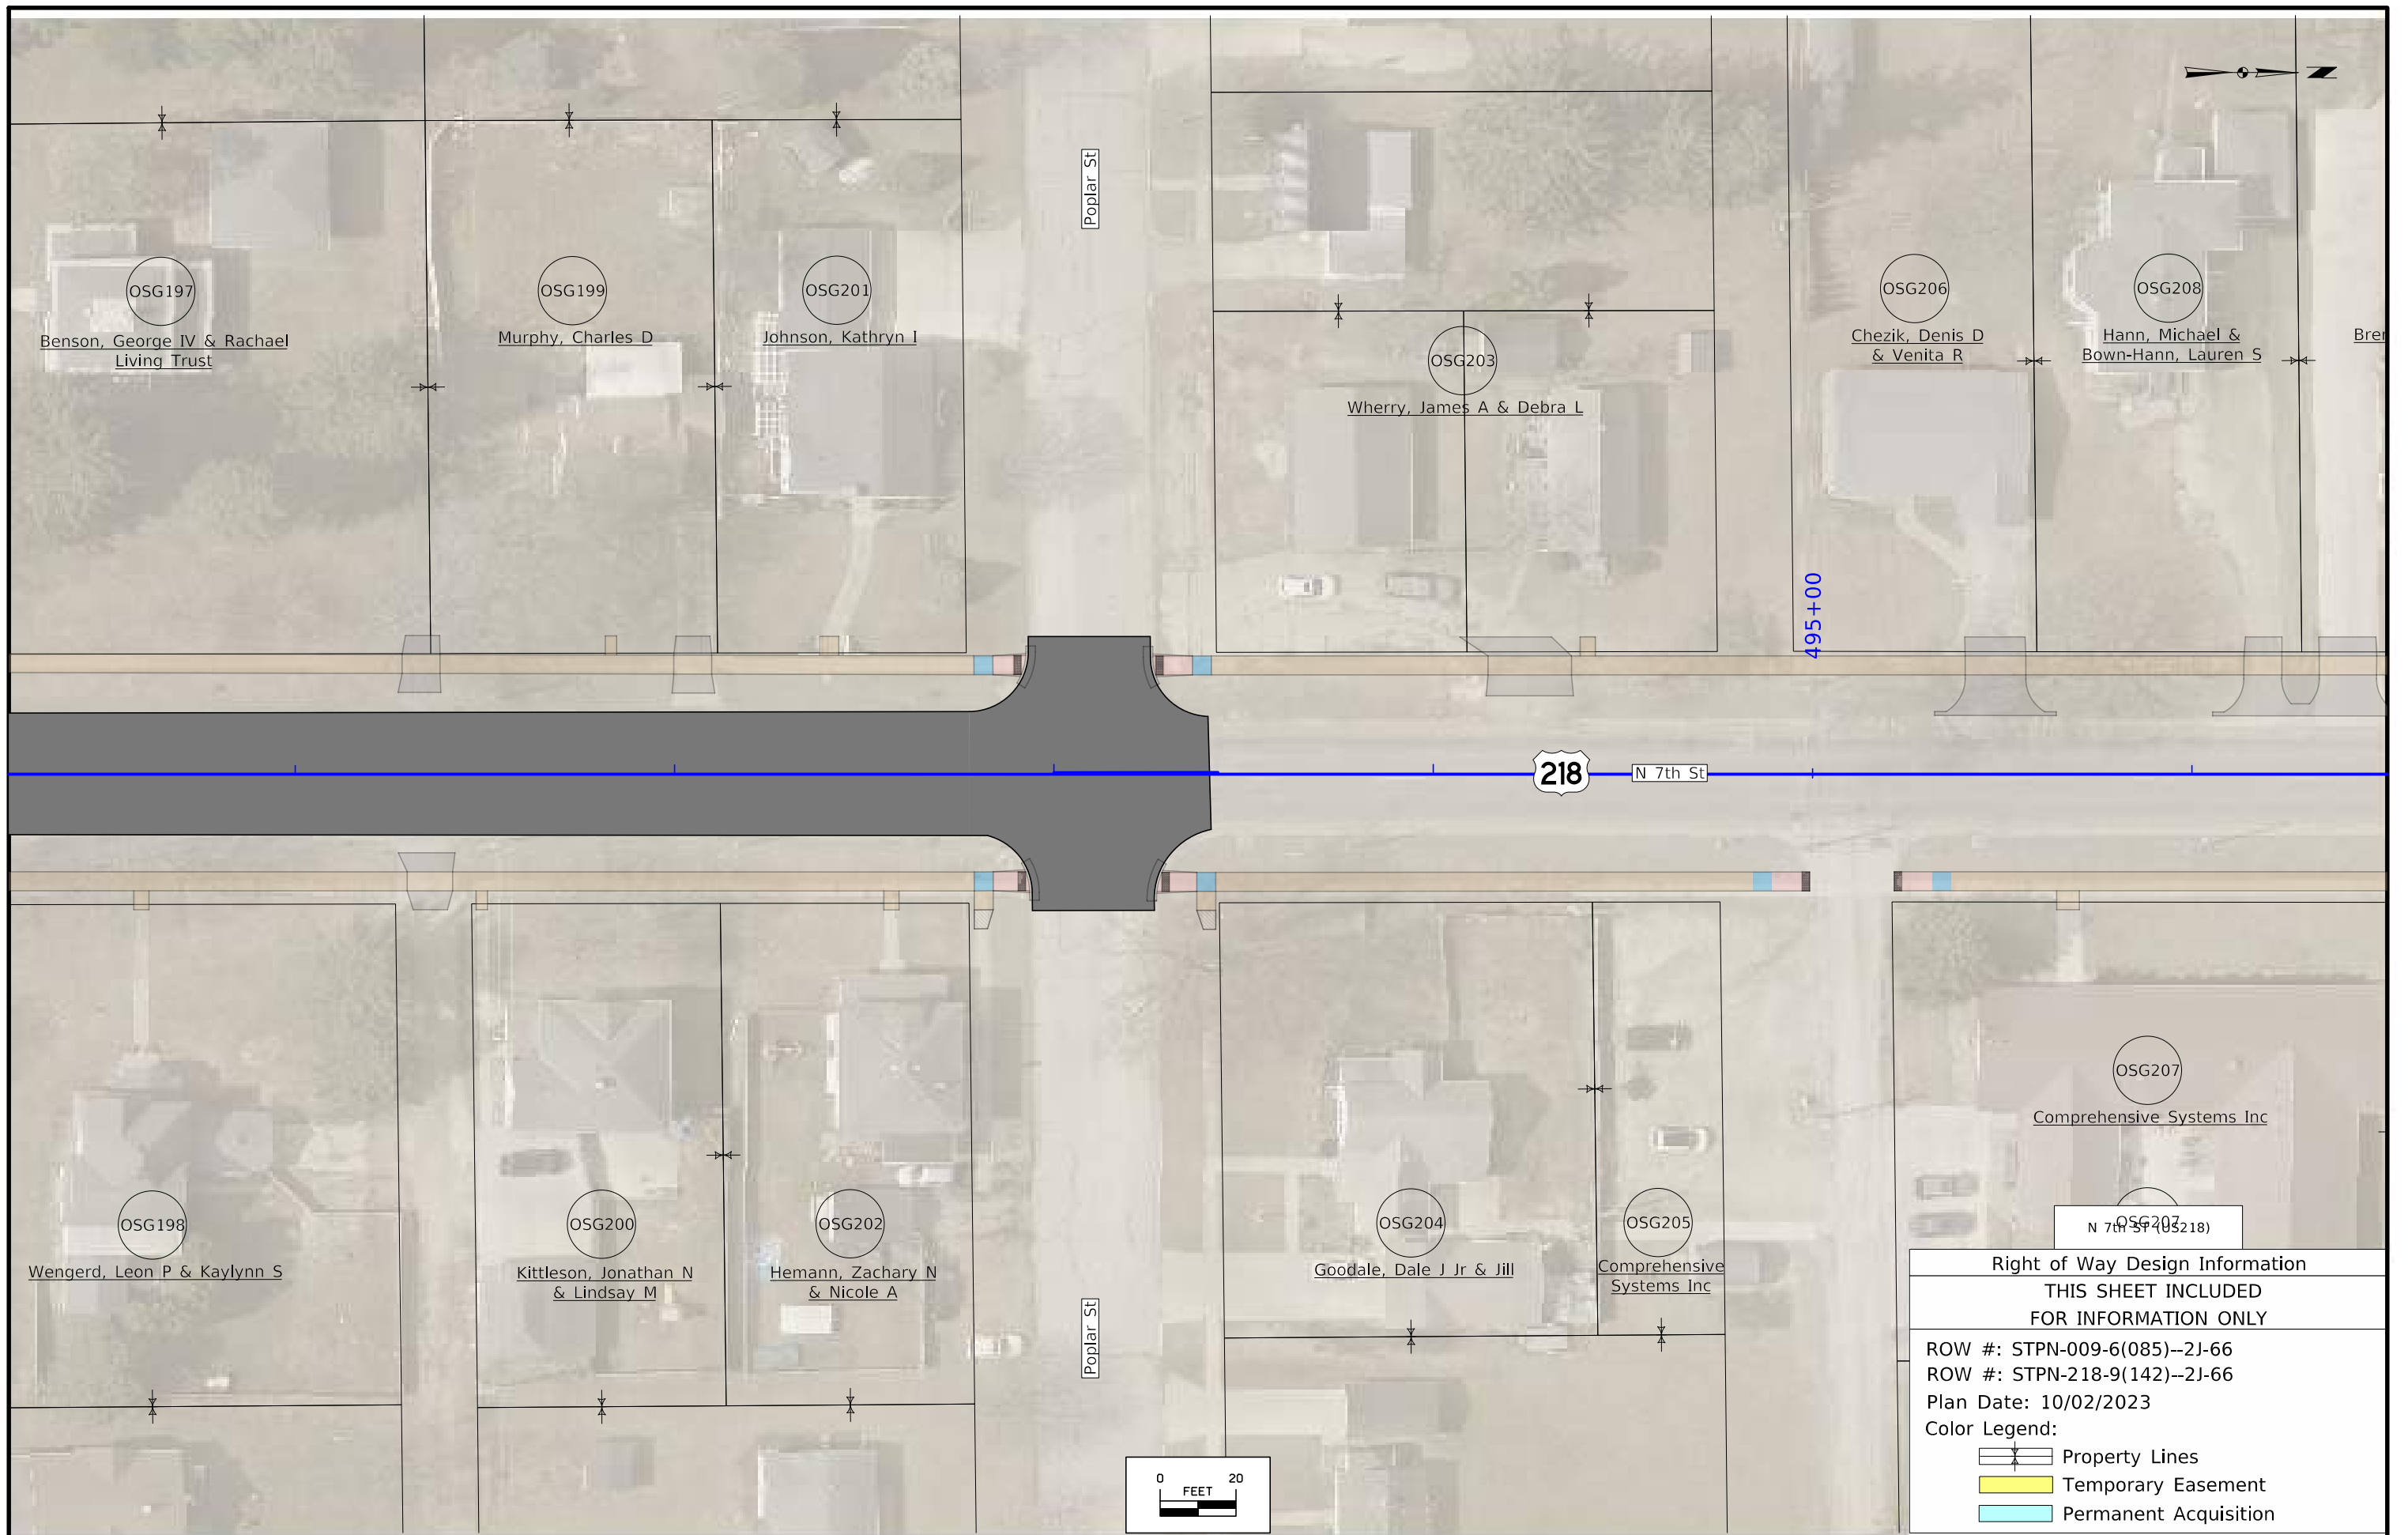 Poplar St
OSG197
Benson, George IV & Rachael
Living Trust
OSG199
Murphy, Charles D
OSG201
Johnson, Kathryn I
OSG203
Wherry, James A & Debra L
OSG206
Chezik, Denis D
& Venita R
OSG208
Hann, Michael &
Bown-Hann, Lauren S
Brer
495+00
218
N 7th St
OSG198
Wengerd, Leon P & Kaylynn S
OSG200
Kittleson, Jonathan N
& Lindsay M
OSG202
Hemann, Zachary N
& Nicole A
Poplar St
OSG204
Goodale, Dale J Jr & Jill
OSG205
Comprehensive
Systems Inc
OSG207
Comprehensive Systems Inc
OSG207
N 7th ST (US218)
Right of Way Design Information
THIS SHEET INCLUDED
FOR INFORMATION ONLY
ROW #: STPN-009-6(085)--2J-66
ROW #: STPN-218-9(142)--2J-66
Plan Date: 10/02/2023
Color Legend:
Property Lines
Temporary Easement
Permanent Acquisition
0 20
FEET